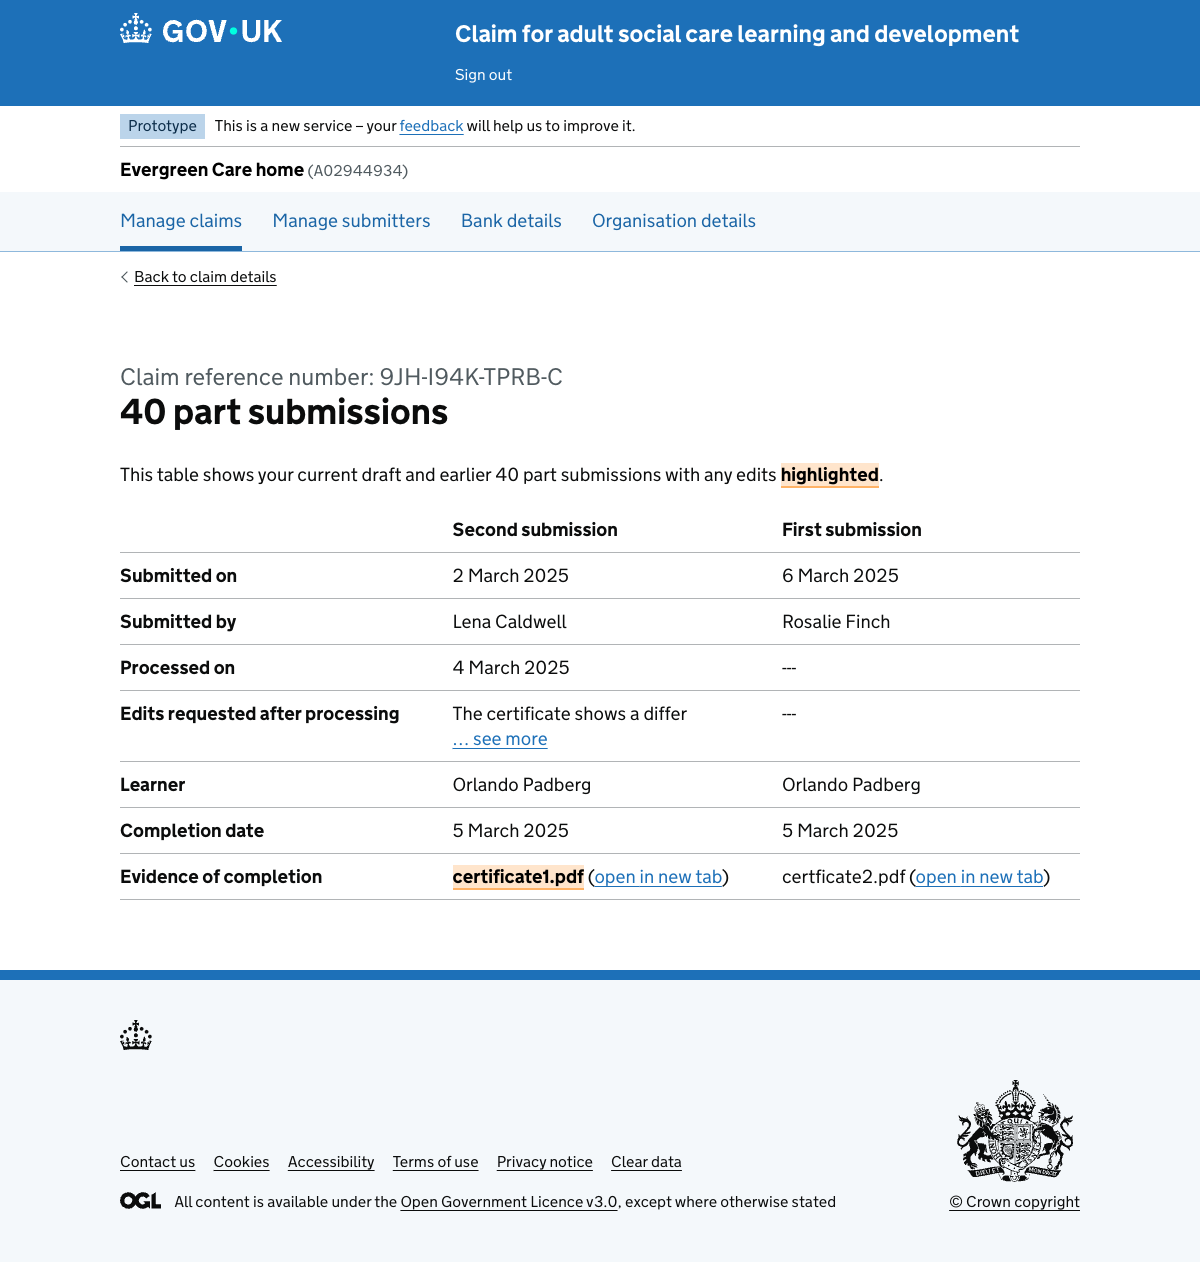 GOV•UK
Claim for adult social care learning and development
Sign out
Prototype This is a new service – your feedback will help us to improve it.
Evergreen Care home (A02944934)
Manage claims Manage submitters Bank details Organisation details
Back to claim details
Claim reference number: 9JH-I94K-TPRB-C
40 part submissions
This table shows your current draft and earlier 40 part submissions with any edits highlighted.
Second submission First submission
Submitted on 2 March 2025 6 March 2025
Submitted by Lena Caldwell Rosalie Finch
Processed on 4 March 2025 ---
Edits requested after processing The certificate shows a differ ---
… see more
Learner Orlando Padberg Orlando Padberg
Completion date 5 March 2025 5 March 2025
Evidence of completion certificate1.pdf (open in new tab) certficate2.pdf (open in new tab)
Contact us Cookies Accessibility Terms of use Privacy notice Clear data
OGL All content is available under the Open Government Licence v3.0, except where otherwise stated
© Crown copyright